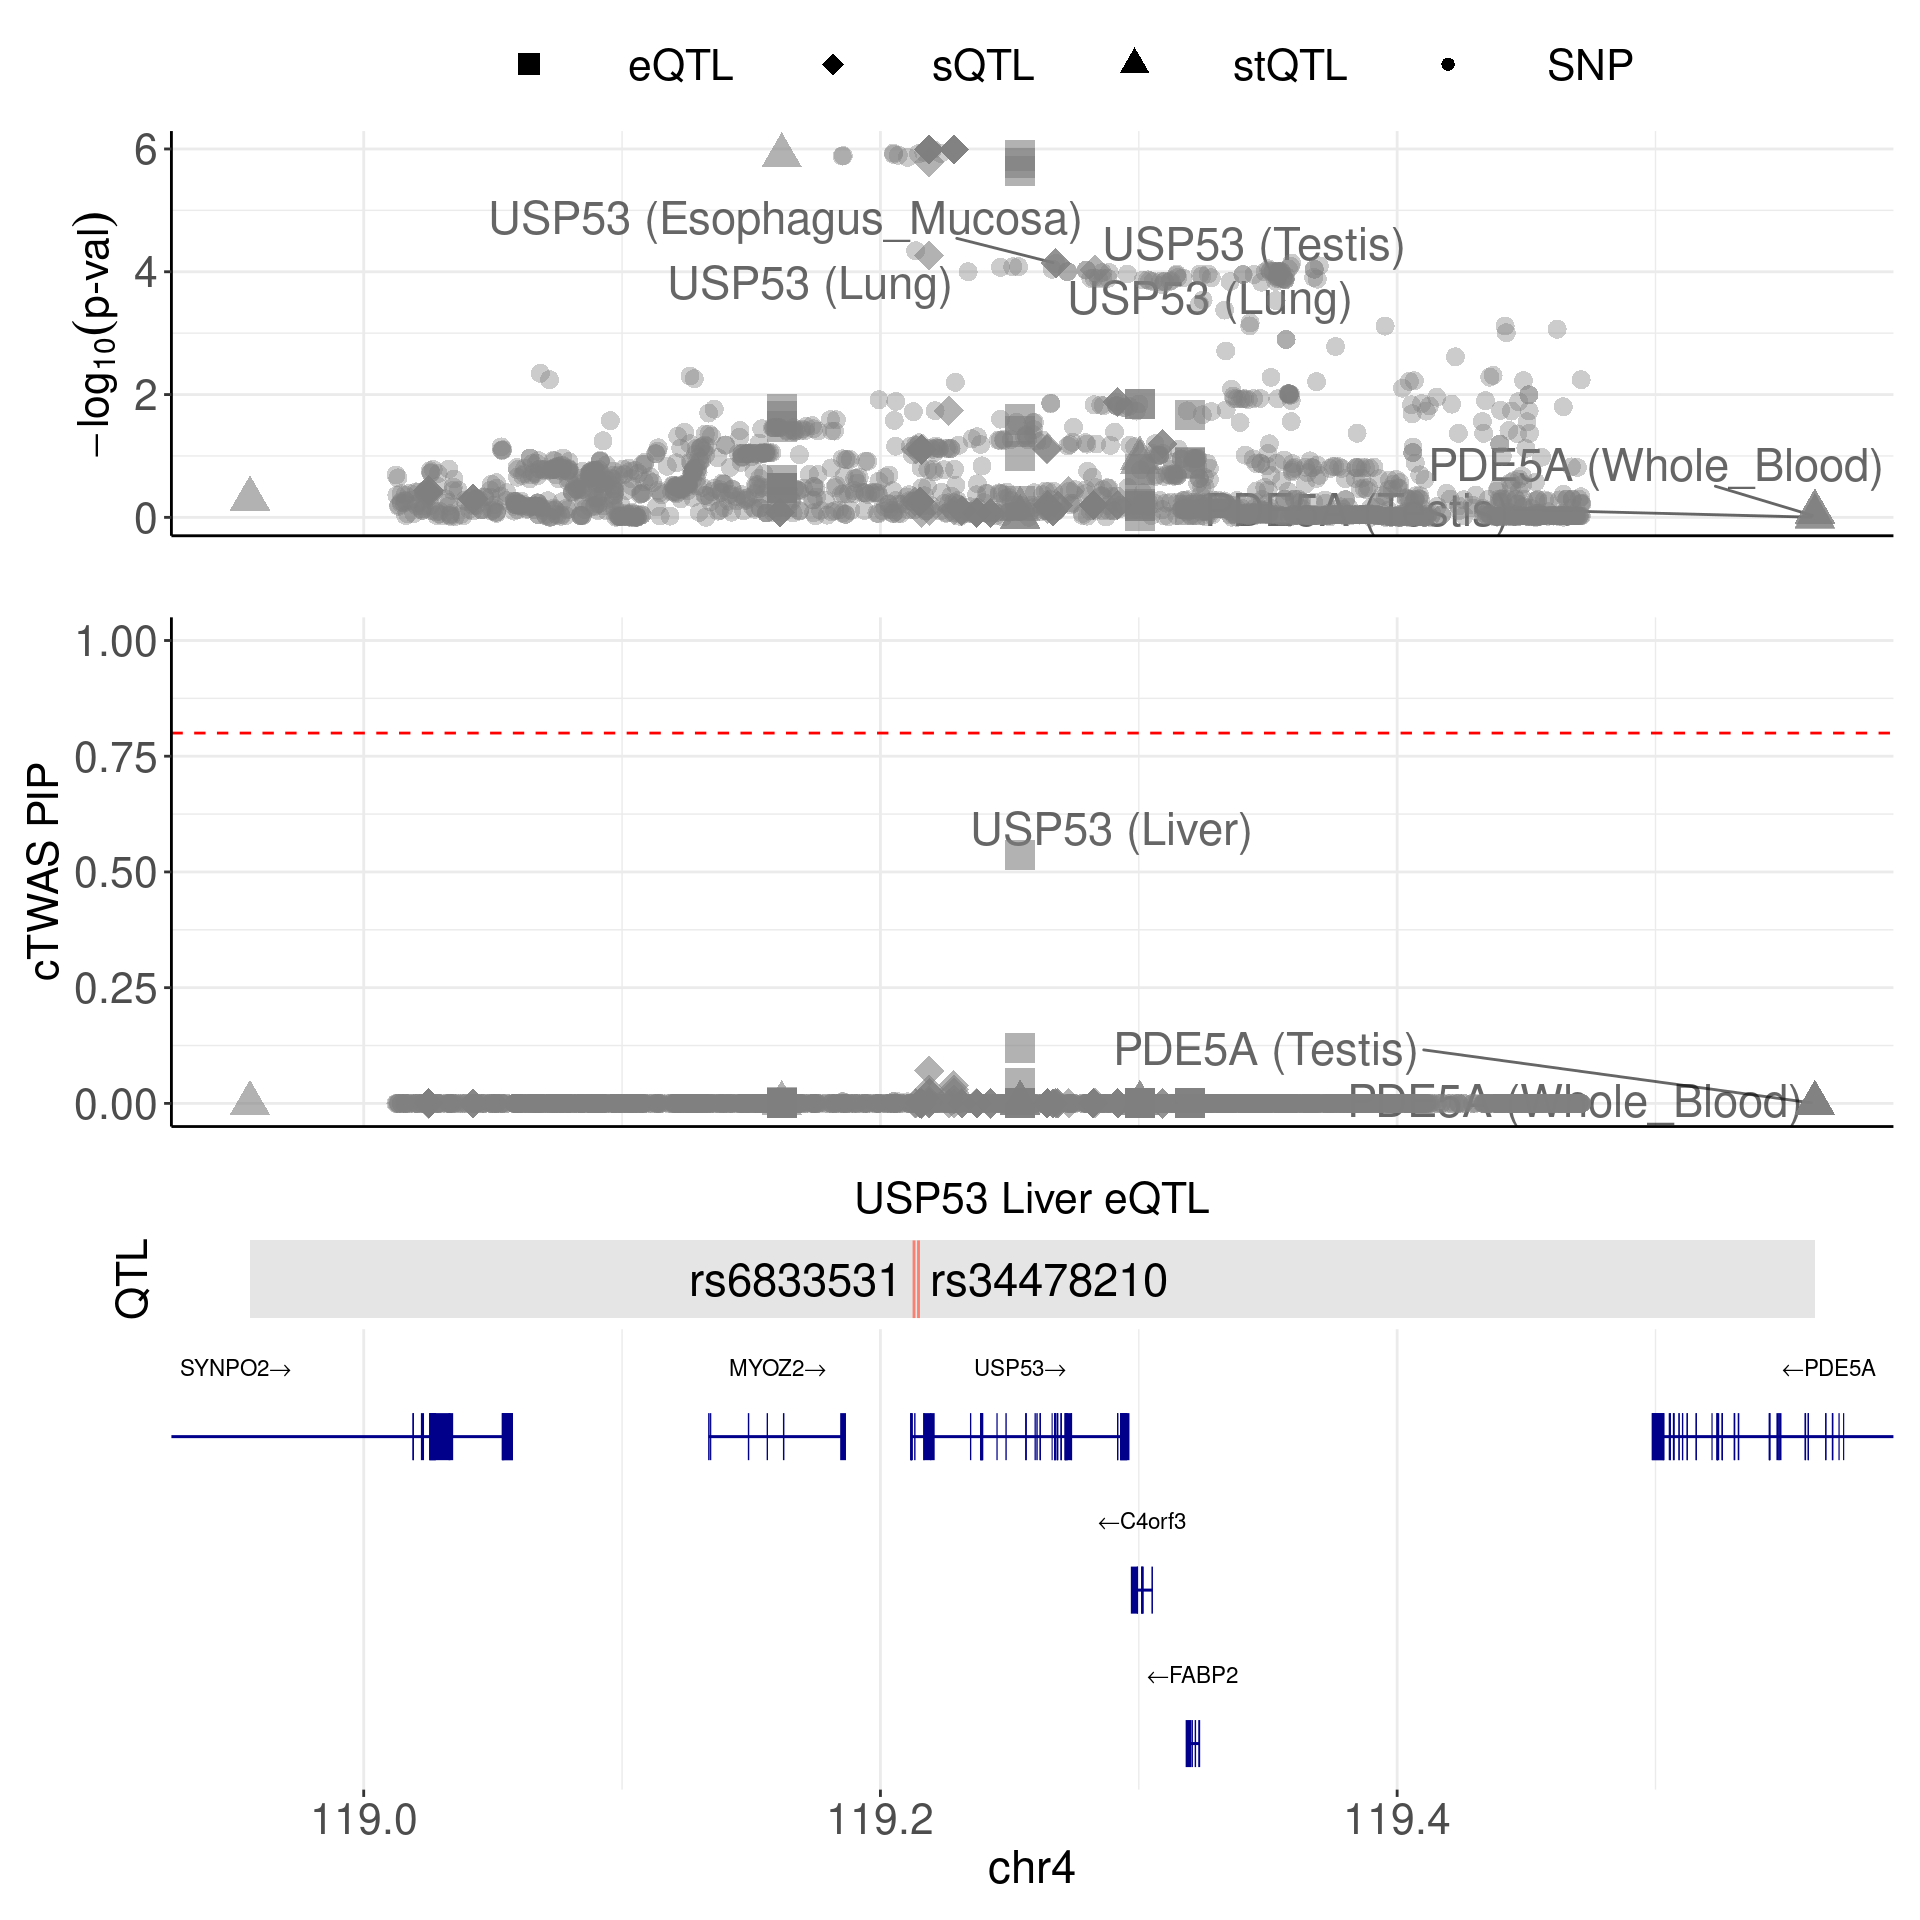 eQTL sQTL stQTL SNP
6
4
2
0
−log10(p-val)
USP53 (Esophagus_Mucosa)
USP53 (Testis)
USP53 (Lung)
USP53 (Lung)
PDE5A (Whole_Blood)
PDE5A (Testis)
1.00
0.75
0.50
0.25
0.00
cTWAS PIP
USP53 (Liver)
PDE5A (Testis)
PDE5A (Whole_Blood)
USP53 Liver eQTL
QTL
rs6833531 rs34478210
SYNPO2→ MYOZ2→ USP53→ ←PDE5A
←C4orf3
←FABP2
119.0 119.2 119.4
chr4